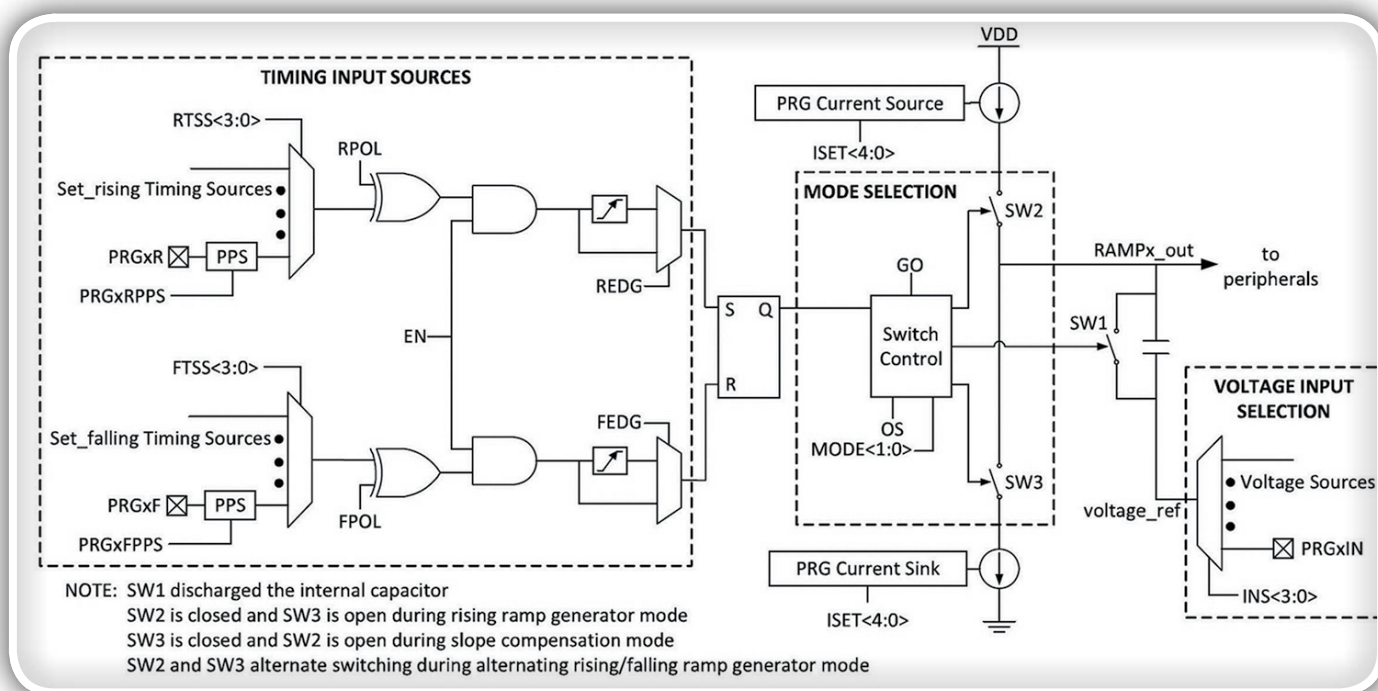 VDD
TIMING INPUT SOURCES
PRG Current Source
RTSS<3:0>
ISET<4:0>
RPOL
MODE SELECTION
Set_rising Timing Sources
SW2
PRGxR
PPS
RAMPx_out
to
peripherals
PRGxRPPS
REDG
GO
S Q
SW1
EN
Switch
Control
FTSS<3:0>
R
VOLTAGE INPUT
SELECTION
FEDG
OS
Set_falling Timing Sources
MODE<1:0>
SW3
Voltage Sources
PRGxF
PPS
voltage_ref
FPOL
PRGxFPPS
PRGxIN
PRG Current Sink
INS<3:0>
ISET<4:0>
NOTE: SW1 discharged the internal capacitor
SW2 is closed and SW3 is open during rising ramp generator mode
SW3 is closed and SW2 is open during slope compensation mode
SW2 and SW3 alternate switching during alternating rising/falling ramp generator mode